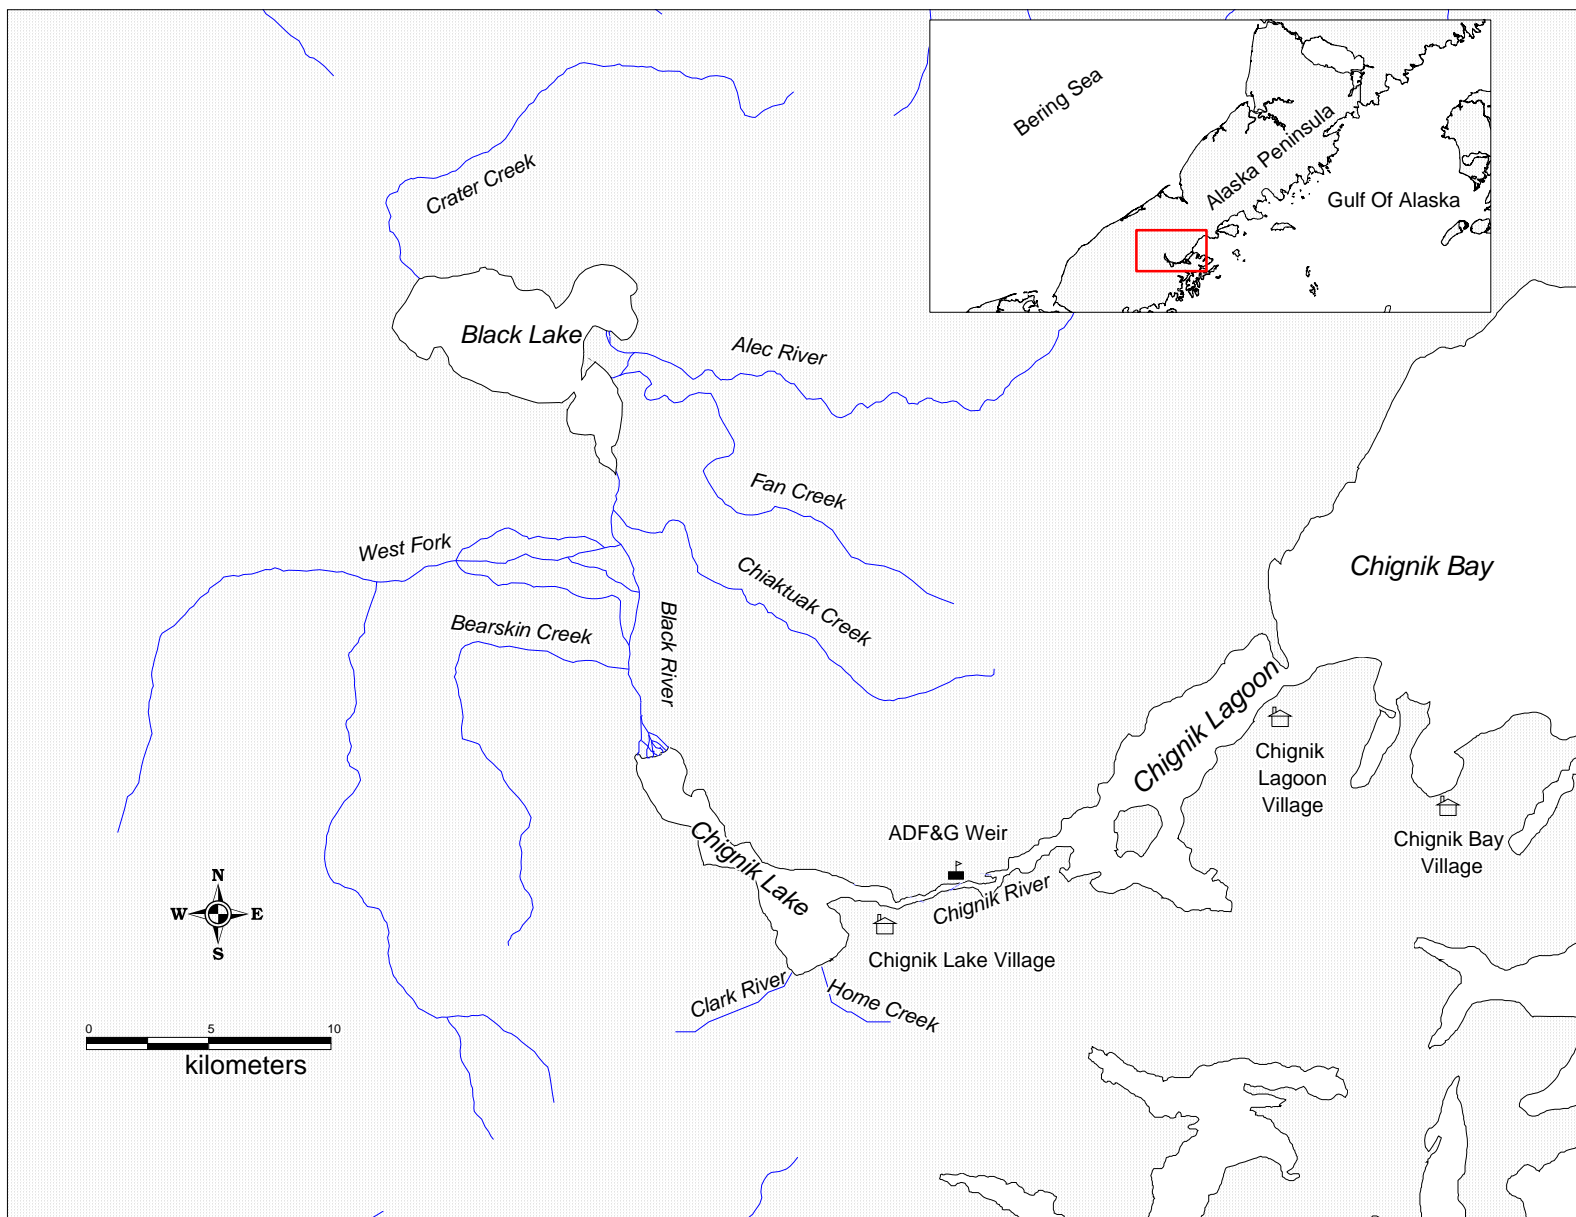 Bering Sea
Alaska Peninsula
Gulf Of Alaska
Crater Creek
Black Lake
Alec River
Fan Creek
West Fork
Chiaktuak Creek
Chignik Bay
Bearskin Creek
Black River
Chignik Lagoon
Chignik
Lagoon
Village
Chignik Bay
Village
ADF&G Weir
Chignik Lake
Chignik River
Chignik Lake Village
Clark River
Home Creek
N
W E
S
0 5 10
kilometers